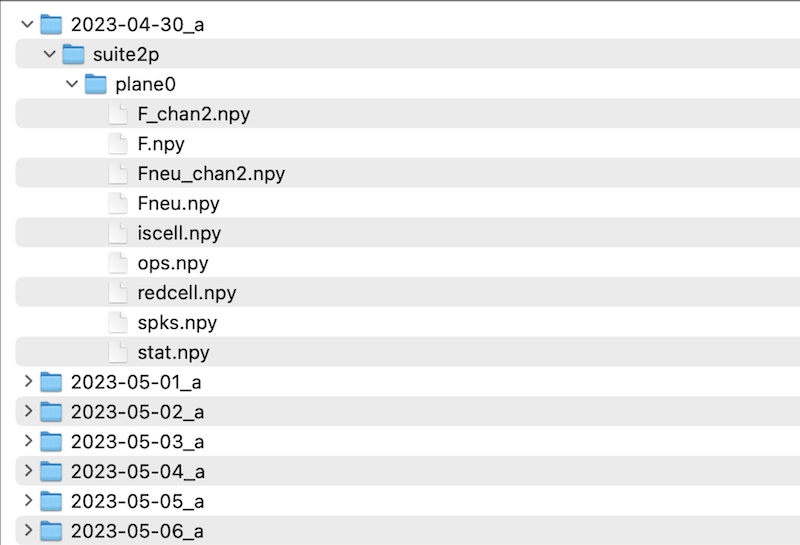 2023-04-30_a
suite2p
plane0
F_chan2.npy
F.npy
Fneu_chan2.npy
Fneu.npy
iscell.npy
ops.npy
redcell.npy
spks.npy
stat.npy
2023-05-01_a
2023-05-02_a
2023-05-03_a
2023-05-04_a
2023-05-05_a
2023-05-06_a